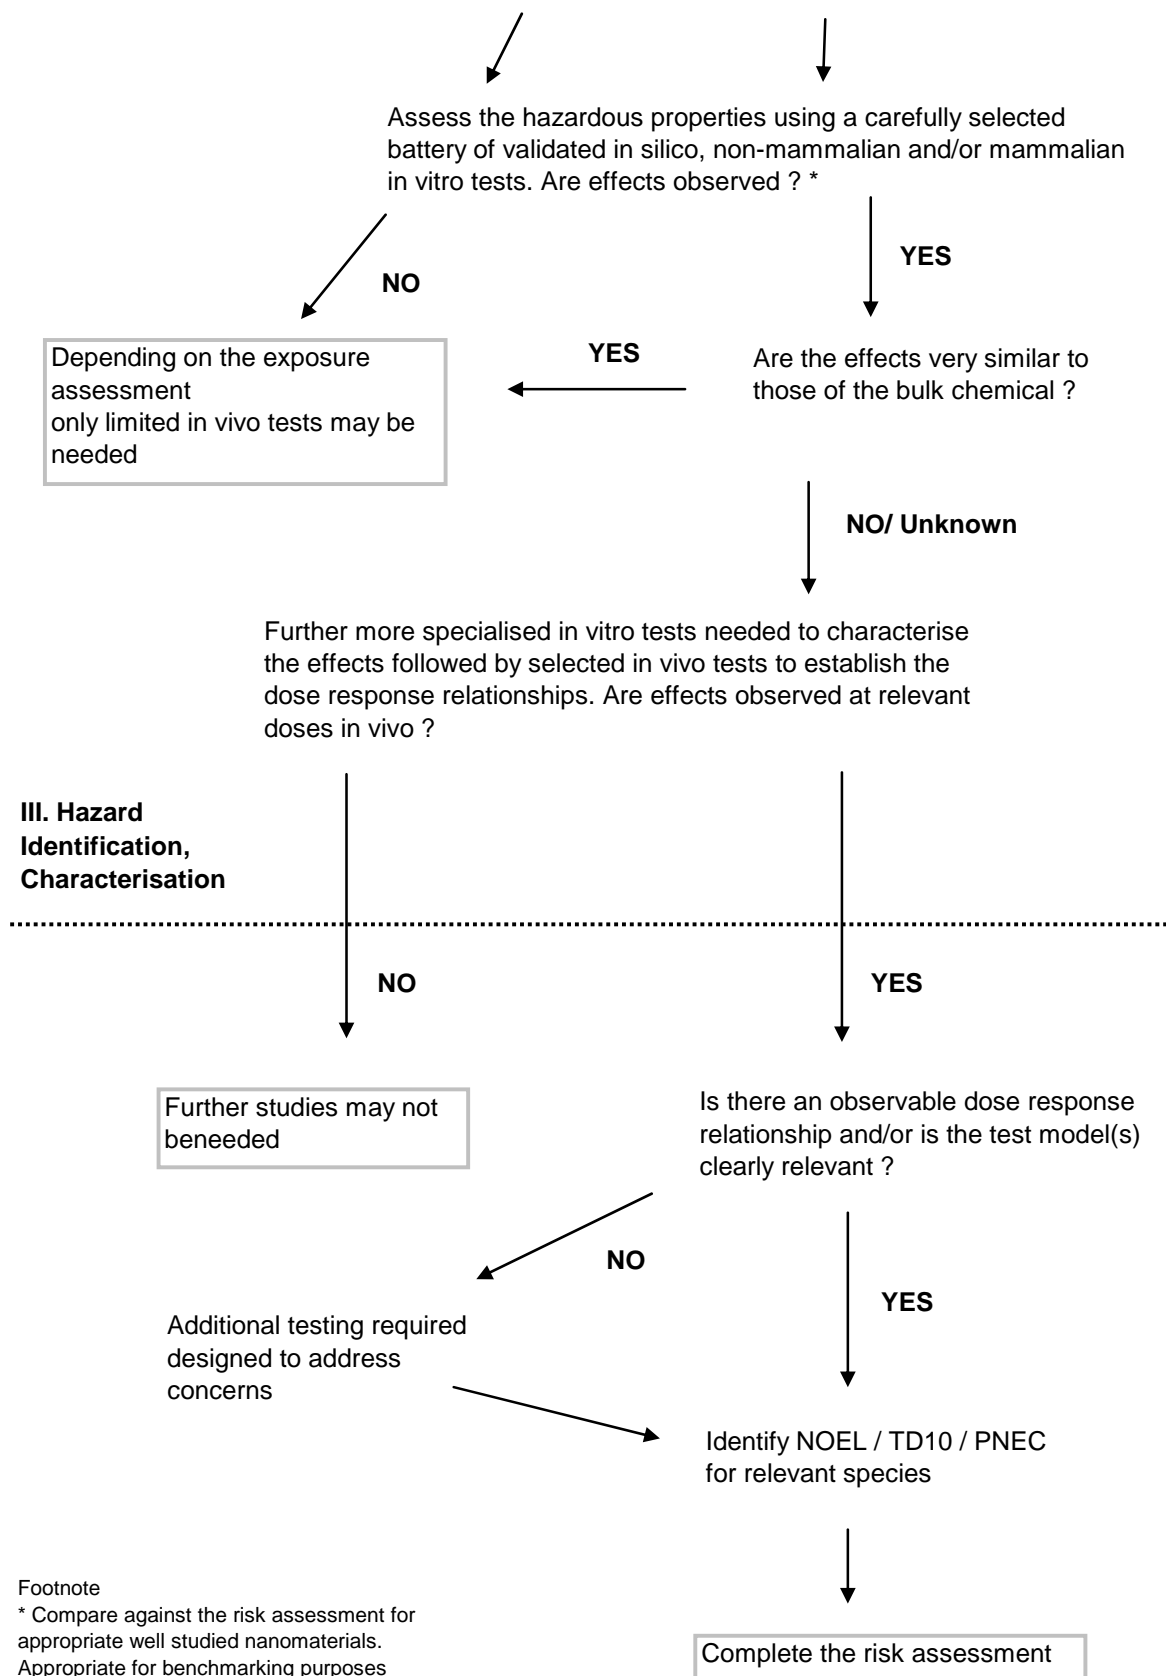 Assess the hazardous properties using a carefully selected
battery of validated in silico, non-mammalian and/or mammalian
in vitro tests. Are effects observed ? *
NO
YES
Depending on the exposure
assessment
only limited in vivo tests may be
needed
YES
Are the effects very similar to
those of the bulk chemical ?
NO/ Unknown
Further more specialised in vitro tests needed to characterise
the effects followed by selected in vivo tests to establish the
dose response relationships. Are effects observed at relevant
doses in vivo ?
III. Hazard
Identification,
Characterisation
NO
YES
Further studies may not
beneeded
Is there an observable dose response
relationship and/or is the test model(s)
clearly relevant ?
NO
YES
Additional testing required
designed to address
concerns
Identify NOEL / TD10 / PNEC
for relevant species
Footnote
* Compare against the risk assessment for
appropriate well studied nanomaterials.
Appropriate for benchmarking purposes
Complete the risk assessment